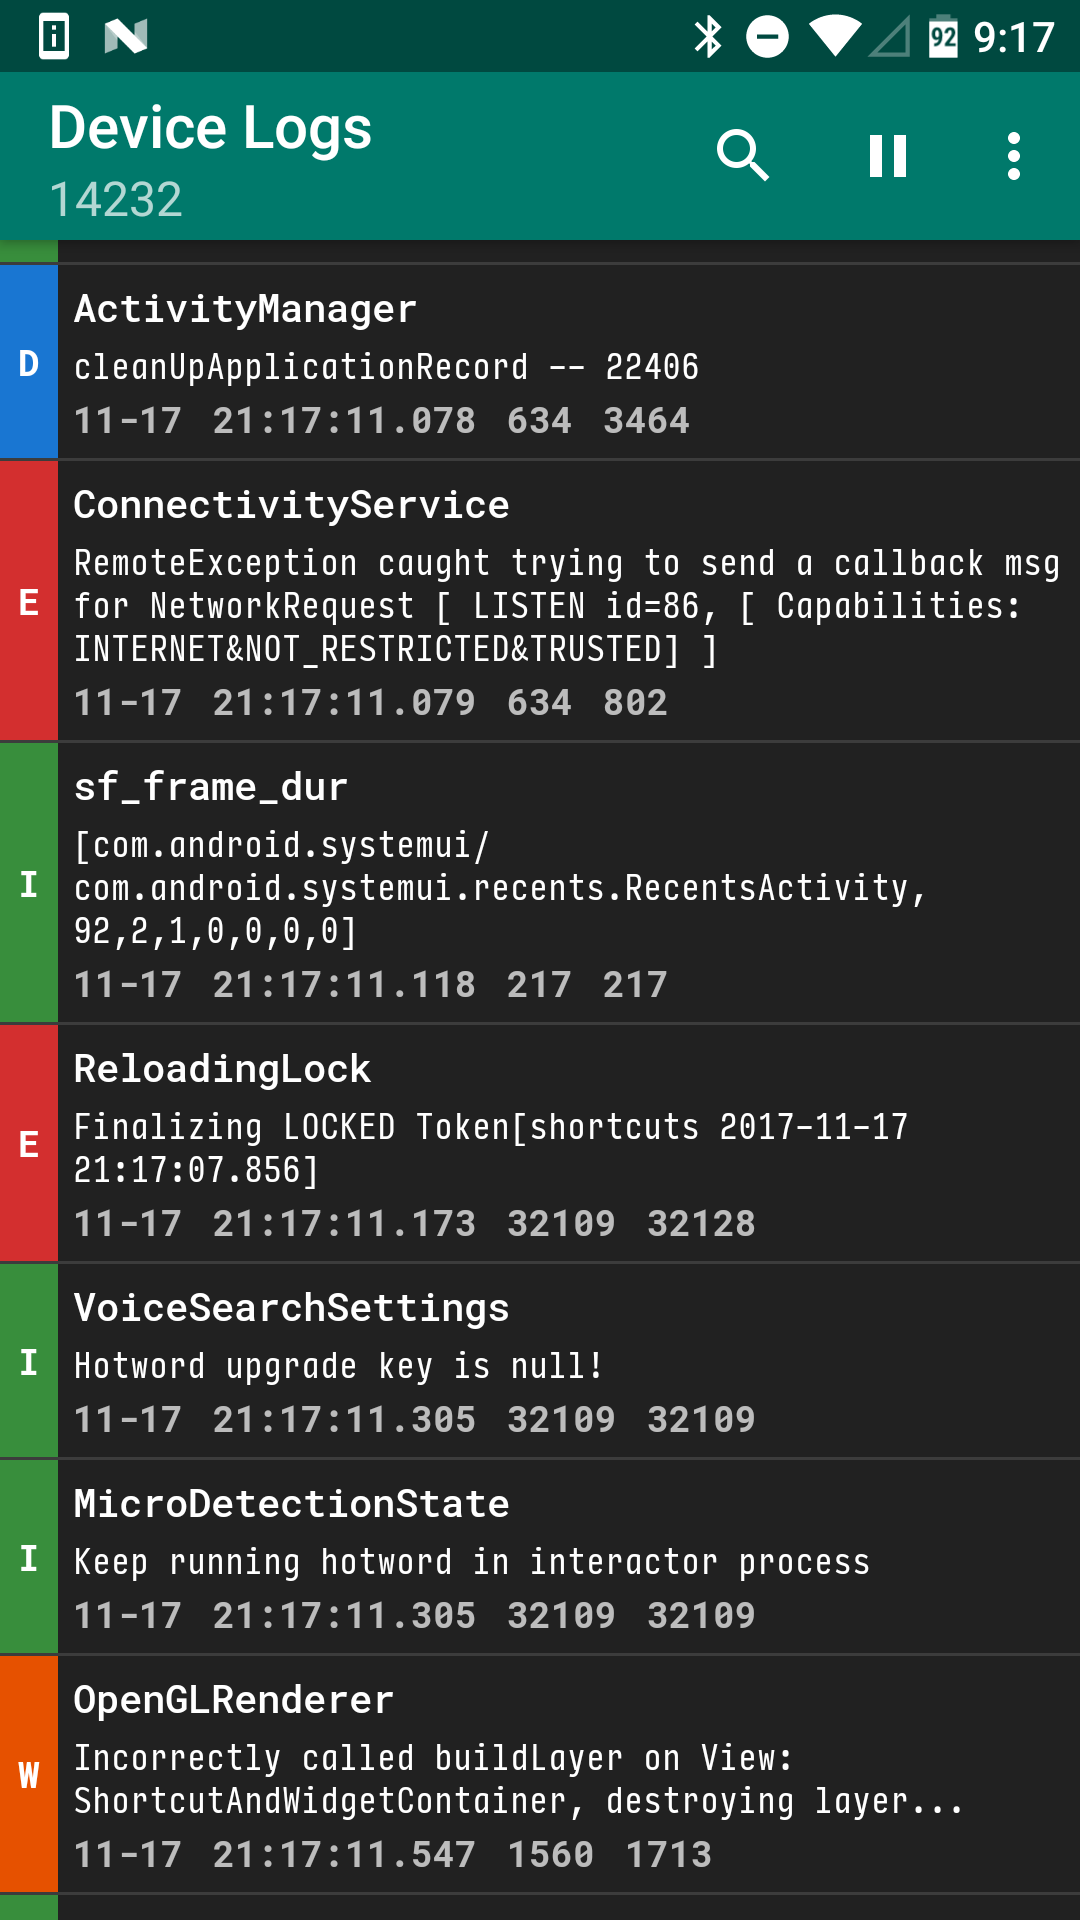 92 9:17
Device Logs
14232
ActivityManager
D
cleanUpApplicationRecord -- 22406
11-17 21:17:11.078 634 3464
ConnectivityService
RemoteException caught trying to send a callback msg
E
for NetworkRequest [ LISTEN id=86, [ Capabilities:
INTERNET&NOT_RESTRICTED&TRUSTED] ]
11-17 21:17:11.079 634 802
sf_frame_dur
[com.android.systemui/
I
com.android.systemui.recents.RecentsActivity,
92,2,1,0,0,0,0]
11-17 21:17:11.118 217 217
ReloadingLock
Finalizing LOCKED Token[shortcuts 2017-11-17
E
21:17:07.856]
11-17 21:17:11.173 32109 32128
VoiceSearchSettings
I
Hotword upgrade key is null!
11-17 21:17:11.305 32109 32109
MicroDetectionState
I
Keep running hotword in interactor process
11-17 21:17:11.305 32109 32109
OpenGLRenderer
Incorrectly called buildLayer on View:
W
ShortcutAndWidgetContainer, destroying layer...
11-17 21:17:11.547 1560 1713